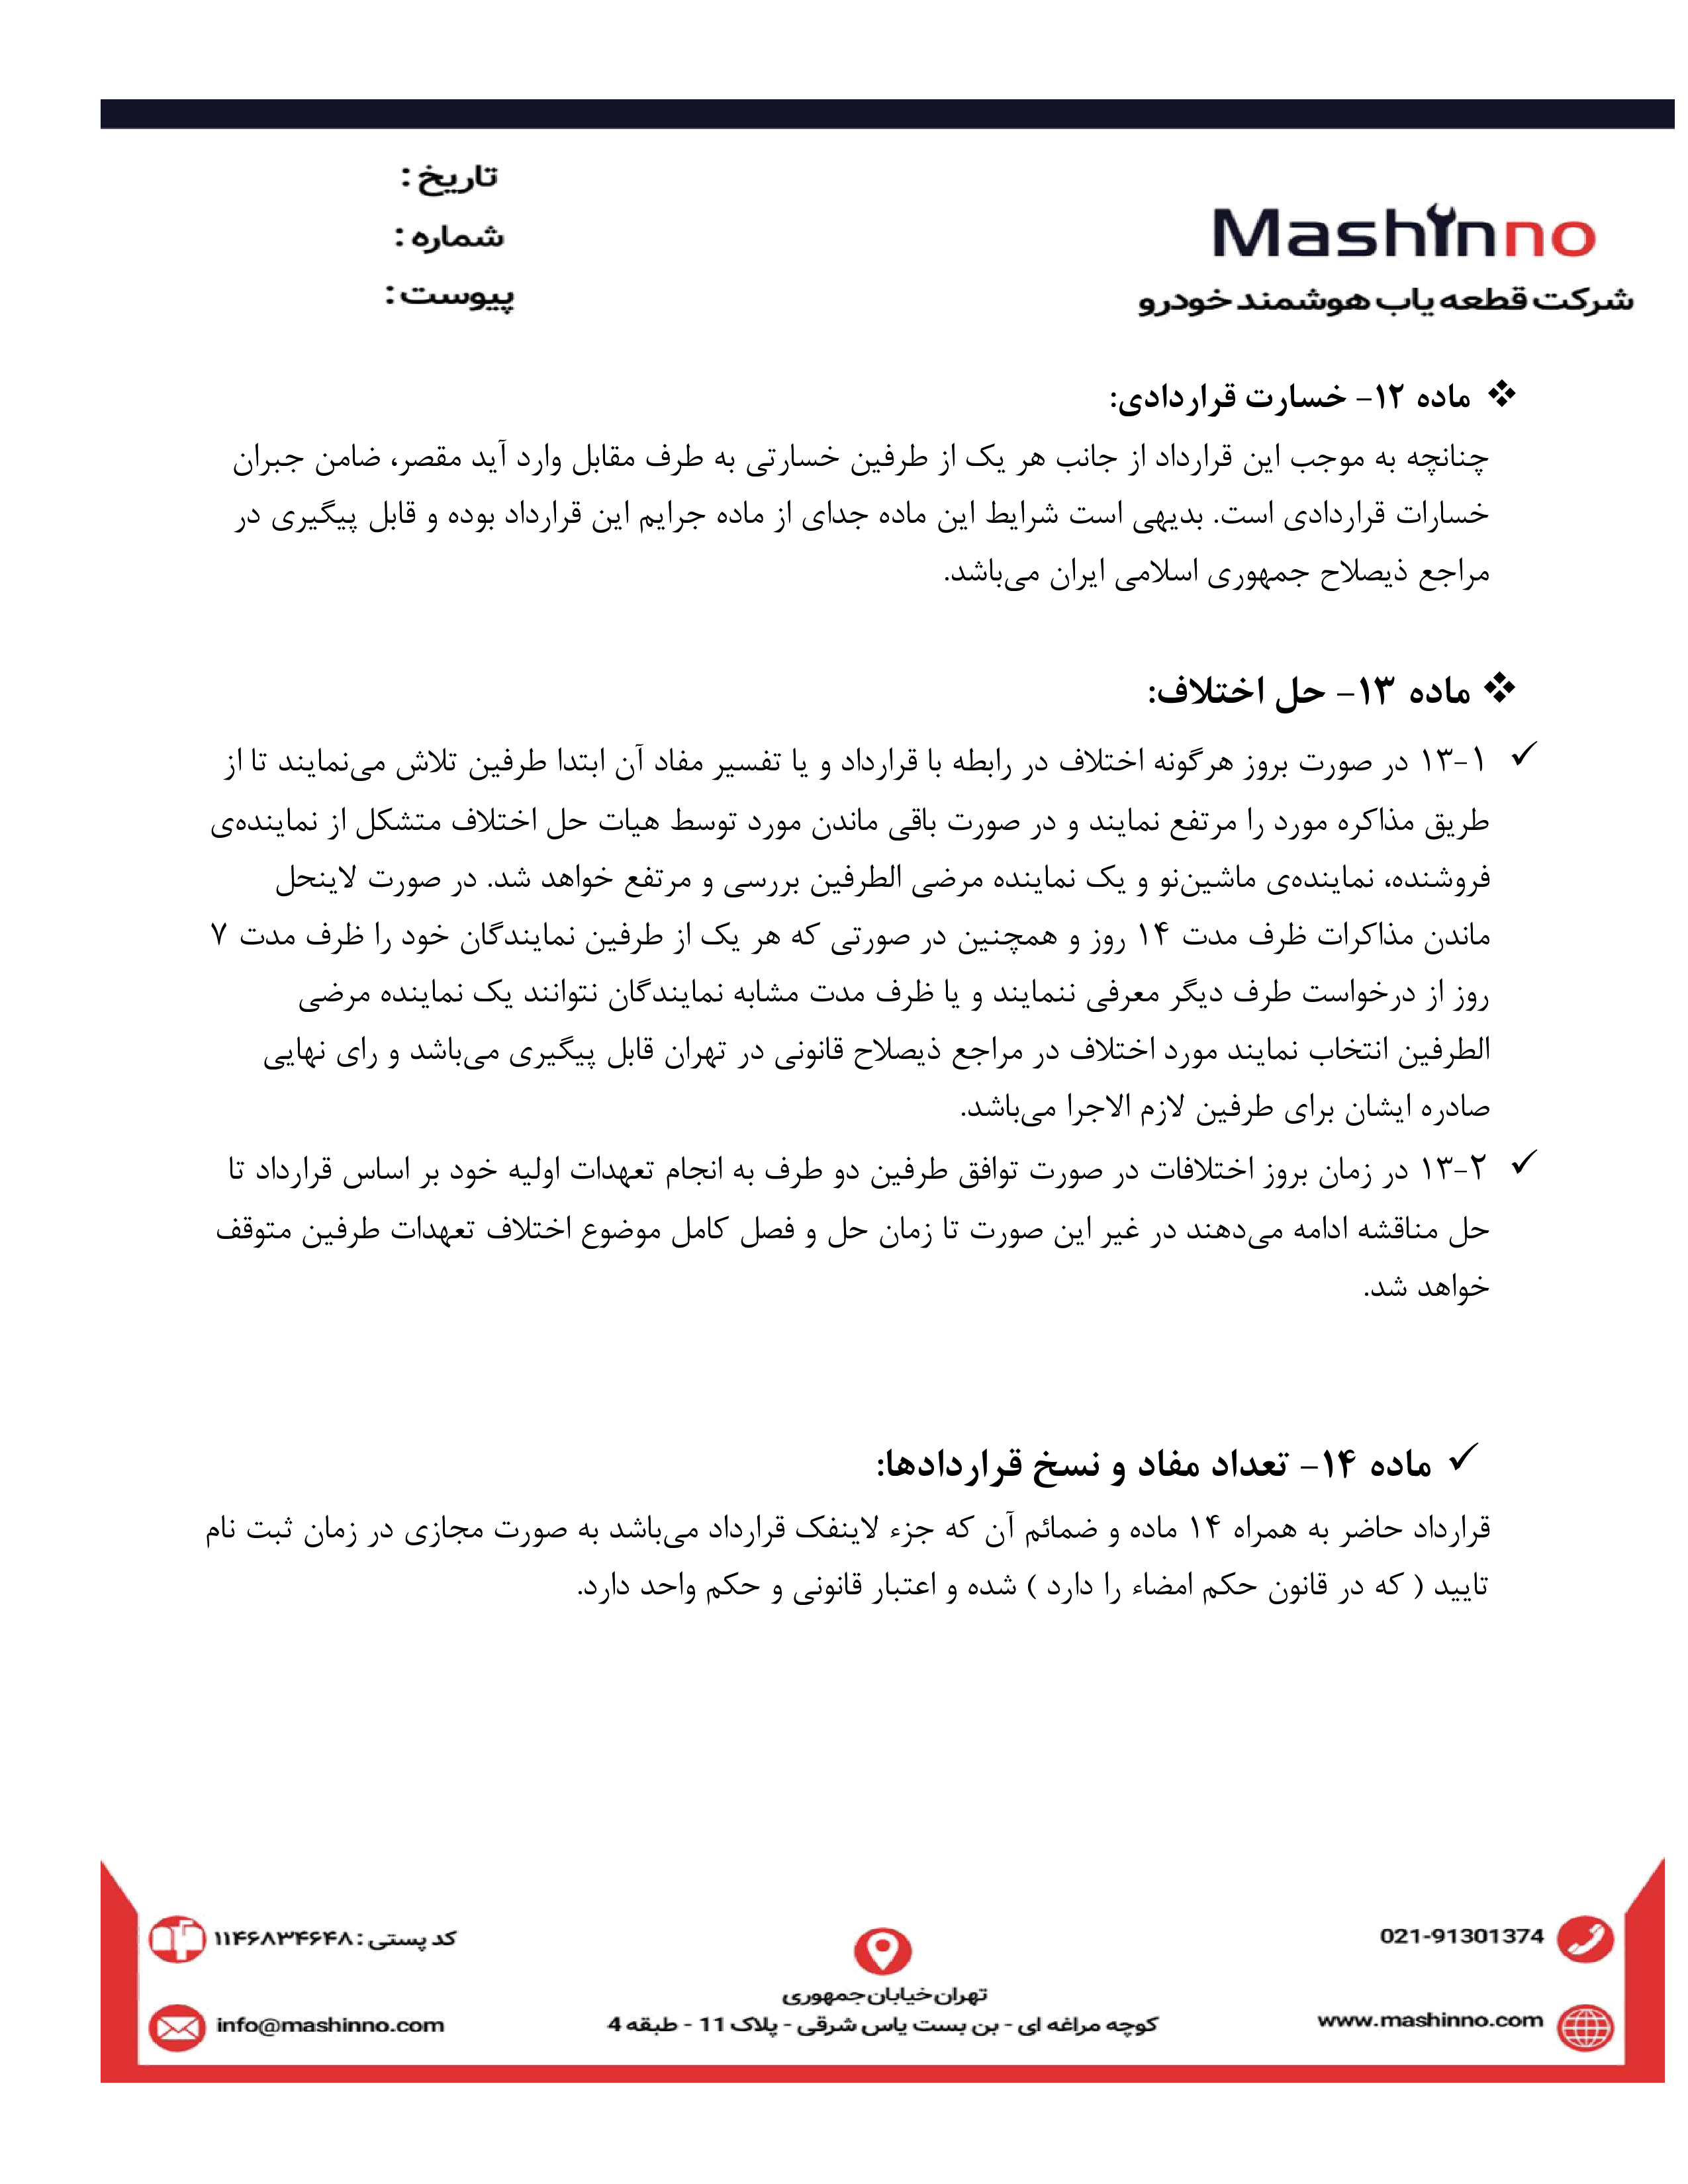 تاریخ :
شماره :
پیوست :
Mashinno
شرکت قطعه یاب هوشمند خودرو
❖ ماده ۱۲- خسارت قراردادی:
چنانچه به موجب این قرارداد از جانب هر یک از طرفین خسارتی به طرف مقابل وارد آید مقصر، ضامن جبران
خسارات قراردادی است. بدیهی است شرایط این ماده جدای از ماده جرایم این قرارداد بوده و قابل پیگیری در
مراجع ذیصلاح جمهوری اسلامی ایران می‌باشد.
❖ ماده ۱۳- حل اختلاف:
✓ ۱۳-۱ در صورت بروز هرگونه اختلاف در رابطه با قرارداد و یا تفسیر مفاد آن ابتدا طرفین تلاش می‌نمایند تا از
طریق مذاکره مورد را مرتفع نمایند و در صورت باقی ماندن مورد توسط هیات حل اختلاف متشکل از نماینده‌ی
فروشنده، نماینده‌ی ماشین‌نو و یک نماینده مرضی الطرفین بررسی و مرتفع خواهد شد. در صورت لاینحل
ماندن مذاکرات ظرف مدت ۱۴ روز و همچنین در صورتی که هر یک از طرفین نمایندگان خود را ظرف مدت ۷
روز از درخواست طرف دیگر معرفی ننمایند و یا ظرف مدت مشابه نمایندگان نتوانند یک نماینده مرضی
الطرفین انتخاب نمایند مورد اختلاف در مراجع ذیصلاح قانونی در تهران قابل پیگیری می‌باشد و رای نهایی
صادره ایشان برای طرفین لازم الاجرا می‌باشد.
✓ ۱۳-۲ در زمان بروز اختلافات در صورت توافق طرفین دو طرف به انجام تعهدات اولیه خود بر اساس قرارداد تا
حل مناقشه ادامه می‌دهند در غیر این صورت تا زمان حل و فصل کامل موضوع اختلاف تعهدات طرفین متوقف
خواهد شد.
✓ ماده ۱۴- تعداد مفاد و نسخ قراردادها:
قرارداد حاضر به همراه ۱۴ ماده و ضمائم آن که جزء لاینفک قرارداد می‌باشد به صورت مجازی در زمان ثبت نام
تایید ( که در قانون حکم امضاء را دارد ) شده و اعتبار قانونی و حکم واحد دارد.
021-91301374
www.mashinno.com
تهران خیابان جمهوری
کوچه مراغه ای - بن بست یاس شرقی - پلاک 11 - طبقه 4
کد پستی : ۱۱۴۶۸۳۴۶۴۸
info@mashinno.com